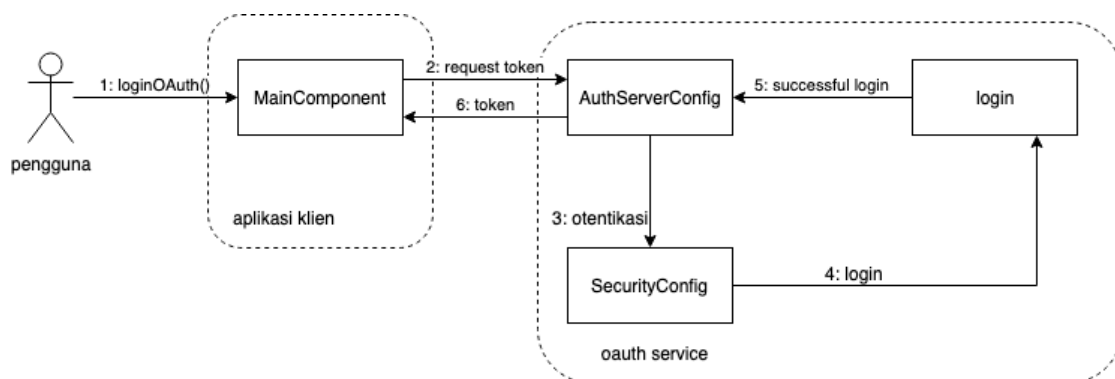 1: loginOAuth()
pengguna
MainComponent
aplikasi klien
2: request token
6: token
AuthServerConfig
5: successful login
login
3: otentikasi
SecurityConfig
4: login
oauth service